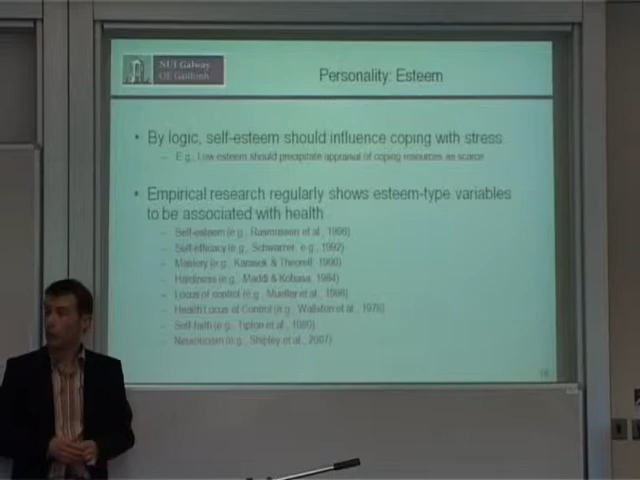 NUI Galway
OÉ Gaillimh
Personality: Esteem
• By logic, self-esteem should influence coping with stress
– E.g., Low esteem should precipitate appraisal of coping resources as scarce
• Empirical research regularly shows esteem-type variables
to be associated with health
– Self-esteem (e.g., Rasmussen et al., 1996)
– Self-efficacy (e.g., Schwarzer, e.g., 1992)
– Mastery (e.g., Karasek & Theorell, 1990)
– Hardiness (e.g., Maddi & Kobasa, 1984)
– Locus of control (e.g., Mueller et al., 1998)
– Health Locus of Control (e.g., Wallston et al., 1978)
– Self-faith (e.g., Tipton et al., 1980)
– Neuroticism (e.g., Shipley et al., 2007)